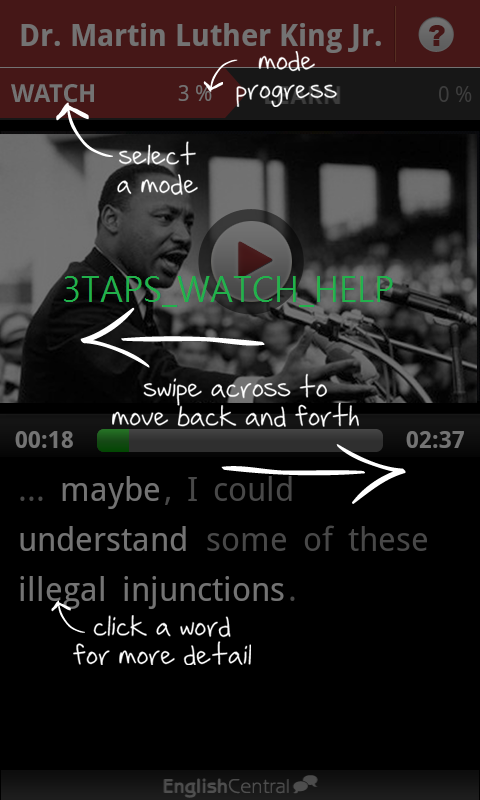 Dr. Martin Luther King Jr. ?
mode
progress
WATCH 3 % LEARN 0 %
select
a mode
3TAPS_WATCH_HELP
swipe across to
move back and forth
00:18 02:37
... maybe, I could
understand some of these
illegal injunctions.
click a word
for more detail
EnglishCentral